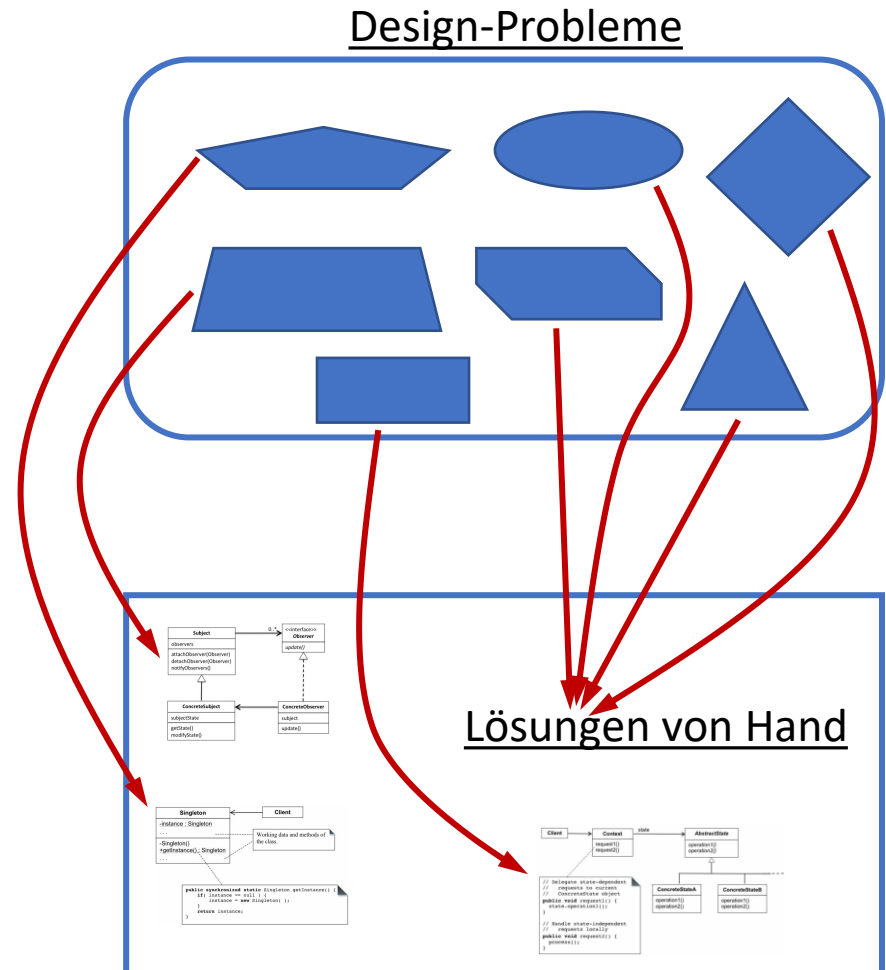 Design-Probleme
Subject
observers
attachObserver(Observer)
detachObserver(Observer)
notifyObservers()
0..*
<<interface>>
Observer
update()
ConcreteSubject
subjectState
getState()
modifyState()
ConcreteObserver
subject
update()
Lösungen von Hand
Singleton
-instance : Singleton
. . .
-Singleton()
+getInstance() : Singleton
. . .
Client
Working data and methods of
the class.
public synchronized static Singleton getInstance() {
if( instance == null ) {
instance = new Singleton( );
}
return instance;
}
Client
Context
request1()
request2()
state
AbstractState
operation1()
operation2()
ConcreteStateA
operation1()
operation2()
ConcreteStateB
operation1()
operation2()
// Delegate state-dependent
// requests to current
// ConcreteState object
public void request1() {
state.operation1();
}
// Handle state-independent
// requests locally
public void request2() {
process();
}